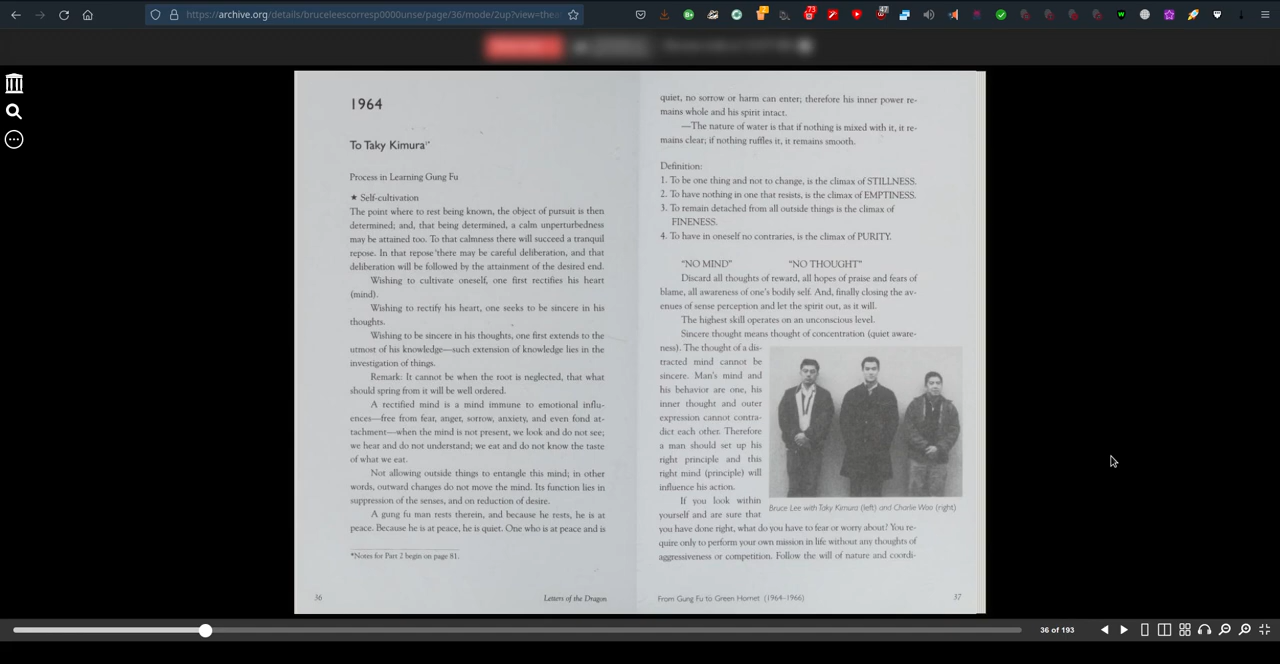 https://archive.org/details/bruceleescorresp0000unse/page/36/mode/2up?view=thea
1964
To Taky Kimura*
Process in Learning Gung Fu
★ Self-cultivation
The point where to rest being known, the object of pursuit is then
determined; and, that being determined, a calm unperturbedness
may be attained too. To that calmness there will succeed a tranquil
repose. In that repose there may be careful deliberation, and that
deliberation will be followed by the attainment of the desired end.
Wishing to cultivate oneself, one first rectifies his heart
(mind).
Wishing to rectify his heart, one seeks to be sincere in his
thoughts.
Wishing to be sincere in his thoughts, one first extends to the
utmost of his knowledge—such extension of knowledge lies in the
investigation of things.
Remark: It cannot be when the root is neglected, that what
should spring from it will be well ordered.
A rectified mind is a mind immune to emotional influ-
ences—free from fear, anger, sorrow, anxiety, and even fond at-
tachment—when the mind is not present, we look and do not see;
we hear and do not understand; we eat and do not know the taste
of what we eat.
Not allowing outside things to entangle this mind; in other
words, outward changes do not move the mind. Its function lies in
suppression of the senses, and on reduction of desire.
A gung fu man rests therein, and because he rests, he is at
peace. Because he is at peace, he is quiet. One who is at peace and is
*Notes for Part 2 begin on page 81.
36
Letters of the Dragon
quiet, no sorrow or harm can enter; therefore his inner power re-
mains whole and his spirit intact.
—The nature of water is that if nothing is mixed with it, it re-
mains clear; if nothing ruffles it, it remains smooth.
Definition:
1. To be one thing and not to change, is the climax of STILLNESS.
2. To have nothing in one that resists, is the climax of EMPTINESS.
3. To remain detached from all outside things is the climax of
FINENESS.
4. To have in oneself no contraries, is the climax of PURITY.
"NO MIND" "NO THOUGHT"
Discard all thoughts of reward, all hopes of praise and fears of
blame, all awareness of one's bodily self. And, finally closing the av-
enues of sense perception and let the spirit out, as it will.
The highest skill operates on an unconscious level.
Sincere thought means thought of concentration (quiet aware-
ness). The thought of a dis-
tracted mind cannot be
sincere. Man's mind and
his behavior are one, his
inner thought and outer
expression cannot contra-
dict each other. Therefore
a man should set up his
right principle and this
right mind (principle) will
influence his action.
If you look within
yourself and are sure that
Bruce Lee with Taky Kimura (left) and Charlie Woo (right)
you have done right, what do you have to fear or worry about? You re-
quire only to perform your own mission in life without any thoughts of
aggressiveness or competition. Follow the will of nature and coordi-
From Gung Fu to Green Hornet (1964–1966)
37
36 of 193